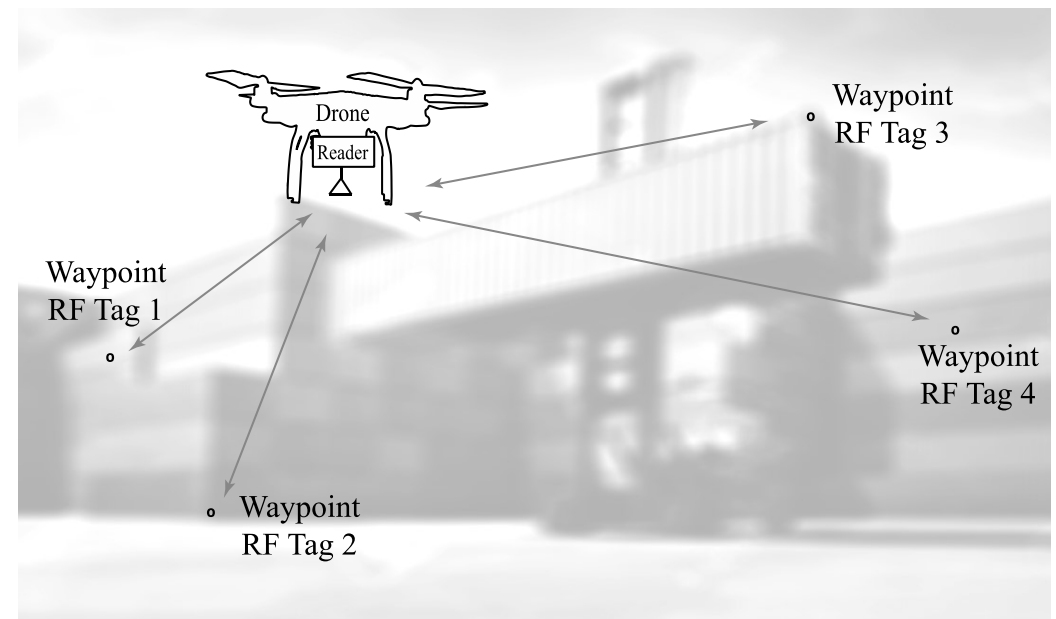 Drone
Reader
Waypoint
RF Tag 3
Waypoint
RF Tag 1
Waypoint
RF Tag 4
Waypoint
RF Tag 2